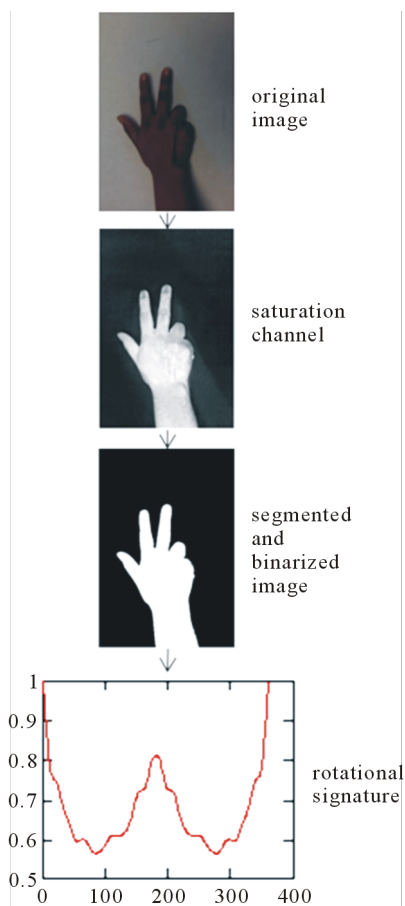 original
image
saturation
channel
segmented
and
binarized
image
1
0.9
0.8
0.7
0.6
0.5
0
100
200
300
400
rotational
signature